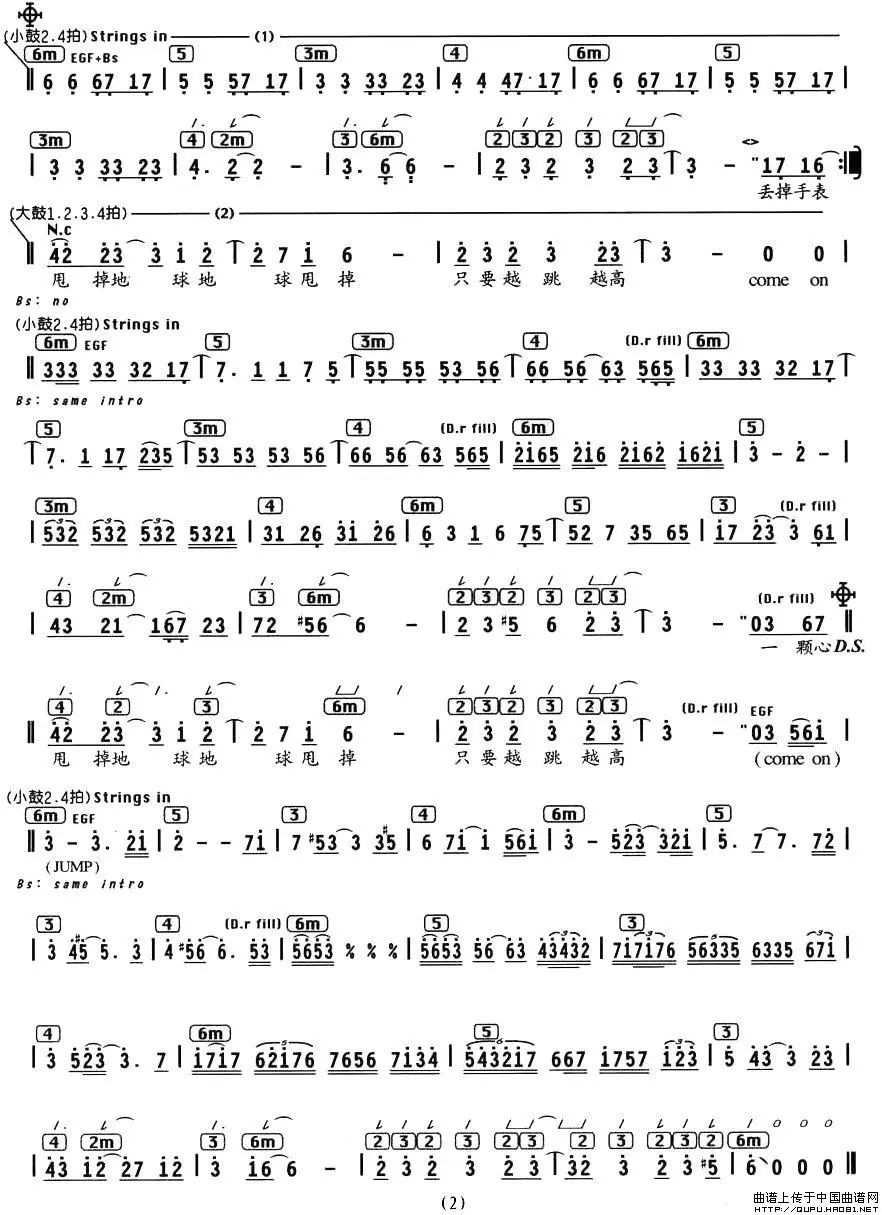 (小鼓2.4拍) Strings in (1)
6m EGF+Bs 5 3m 4 6m 5
6 6 67 17 | 5 5 57 17 | 3 3 33 23 | 4 4 47·17 | 6 6 67 17 | 5 5 57 17 |
3m 4 2m 3 6m 2 3 2 3 2 3 <>
| 3 3 33 23 | 4. 2 2 - | 3. 6 6 - | 2 3 2 3 2 3 | 3 - "17 16 :
丢掉手表
(大鼓1.2.3.4拍) (2)
N.c
42 23 3 1 2 | 2 7 1 6 - | 2 3 2 3 23 | 3 - 0 0 |
甩 掉地 球地 球甩 掉 只要越 跳 越高 come on
Bs: no
(小鼓2.4拍) Strings in
6m EGF 5 3m 4 (D.r fill) 6m
333 33 32 17 | 7. 1 1 7 5 | 55 55 53 56 | 66 56 63 565 | 33 33 32 17
Bs: same intro
5 3m 4 (D.r fill) 6m 5
7. 1 17 235 | 53 53 53 56 | 66 56 63 565 | 2165 216 2162 1621 | 3 - 2 - |
3m 4 6m 5 3 (D.r fill)
| 532 532 532 5321 | 31 26 31 26 | 6 3 1 6 75 | 52 7 35 65 | 17 23 3 61 |
4 2m 3 6m 2 3 2 3 2 3 (D.r fill)
| 43 21 167 23 | 72 #56 6 - | 2 3 #5 6 2 3 | 3 - "03 67
一 颗心 D.S.
4 2 3 6m 2 3 2 3 2 3 (D.r fill) EGF
42 23 3 1 2 | 2 7 1 6 - | 2 3 2 3 2 3 | 3 - "03 561
甩 掉地 球地 球甩 掉 只要越 跳 越高 (come on)
(小鼓2.4拍) Strings in
6m EGF 5 3 4 6m 5
3 - 3. 21 | 2 - - 71 | 7 #53 3 3#5 | 6 71 1 561 | 3 - 523 321 | 5. 7 7. 72 |
(JUMP)
Bs: same intro
3 4 (D.r fill) 6m 5 3
| 3 4#5 5. 3 | 4 #56 6. 53 | 5653 % % % | 5653 56 63 43432 | 717176 56335 6335 671 |
4 6m 5 3
| 3 523 3. 7 | 1717 62176 7656 7134 | 543217 667 1757 123 | 5 43 3 23 |
4 2m 3 6m 2 3 2 3 2 3 2 3 2 3 2 6m
| 43 12 27 12 | 3 16 6 - | 2 3 2 3 2 3 | 32 3 2 3 #5 | 6 0 0 0
(2)
曲谱上传于中国曲谱网
HTTP://QUPU.HAO81.NET